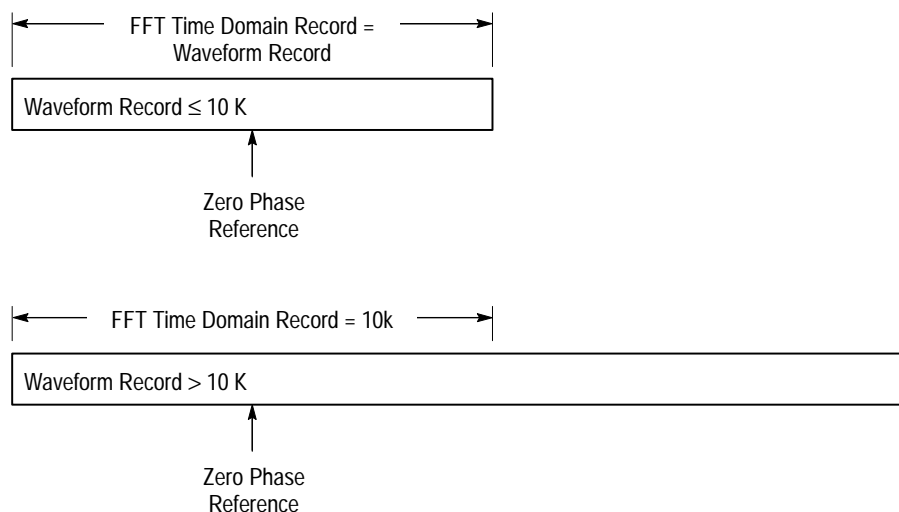 FFT Time Domain Record =
Waveform Record
Waveform Record ≤ 10 K
Zero Phase
Reference
FFT Time Domain Record = 10k
Waveform Record > 10 K
Zero Phase
Reference